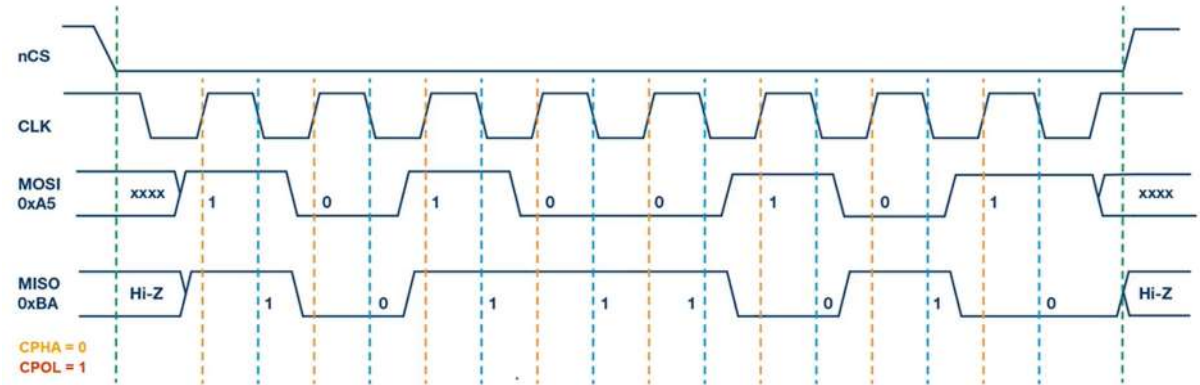 nCS
CLK
MOSI
0xA5
xxxx
1 0 1 0 0 1 0 1
xxxx
MISO
0xBA
Hi-Z
1 0 1 1 1 0 1 0
Hi-Z
CPHA = 0
CPOL = 1